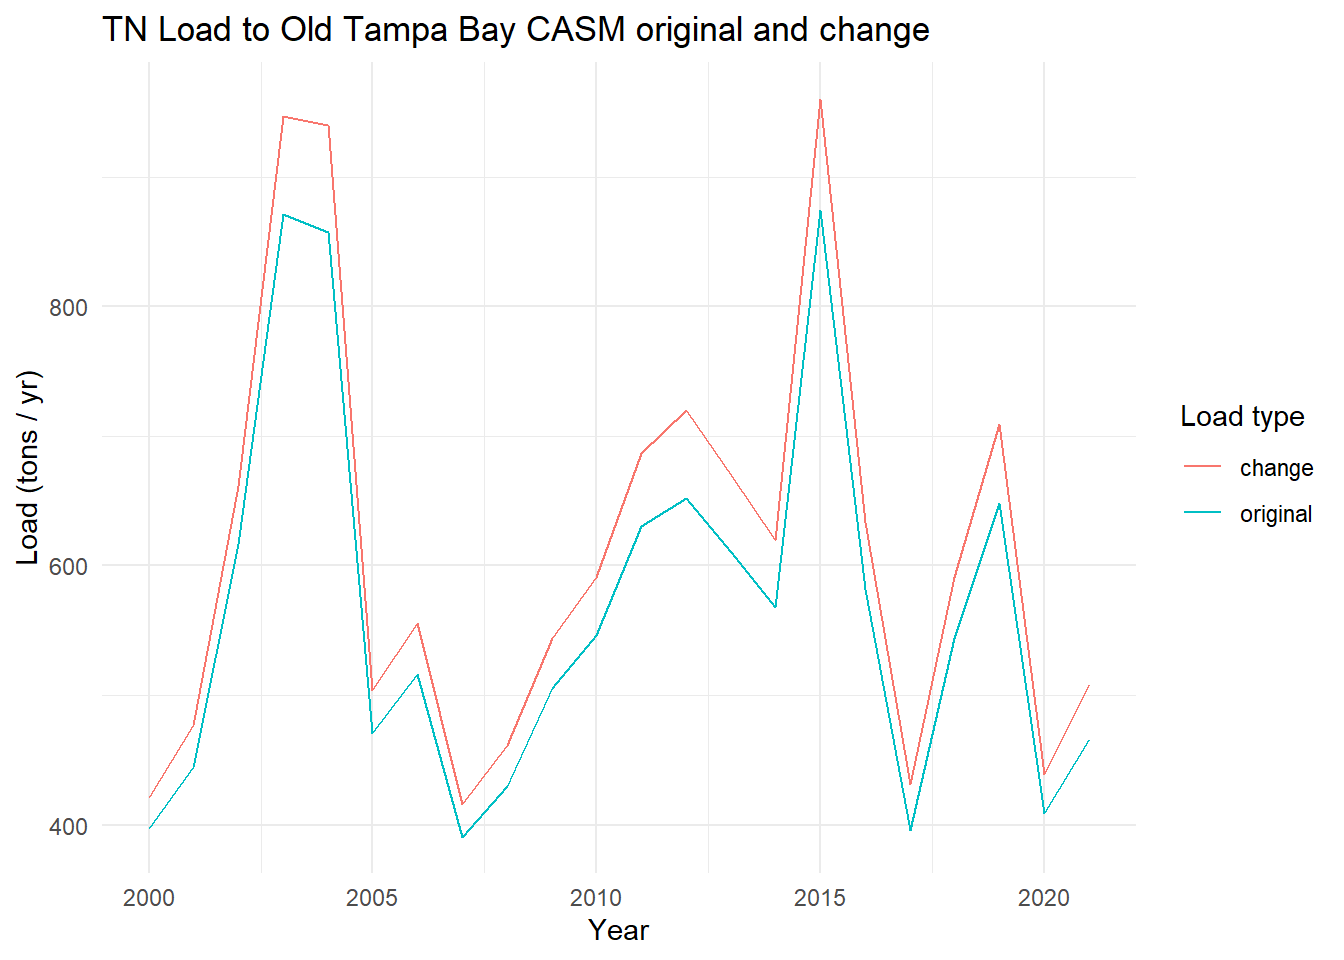 TN Load to Old Tampa Bay CASM original and change
Load (tons / yr)
800
600
400
2000
2005
2010
2015
2020
Year
Load type
change
original